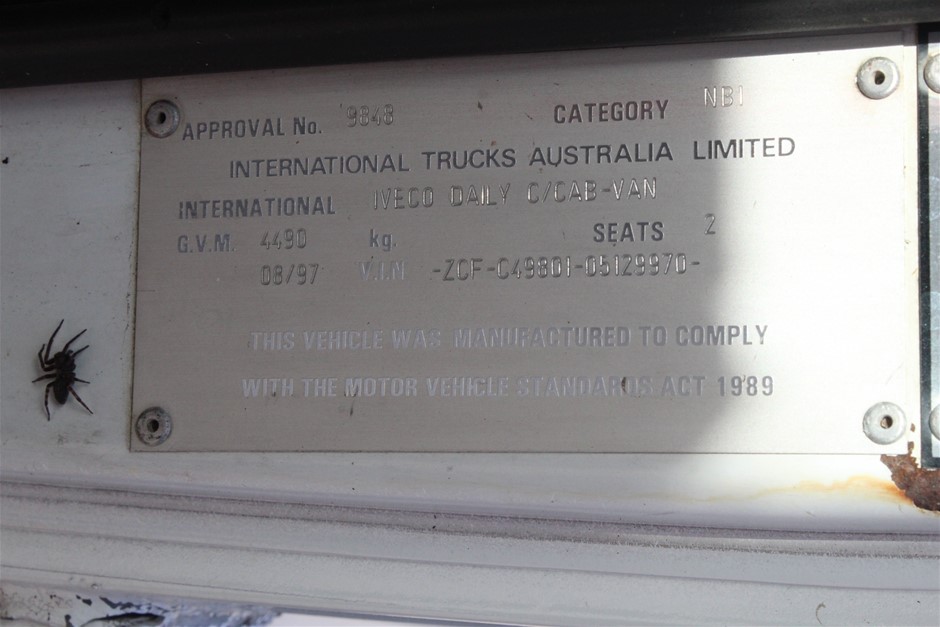 APPROVAL No. 9848 CATEGORY NB1
INTERNATIONAL TRUCKS AUSTRALIA LIMITED
INTERNATIONAL IVECO DAILY C/CAB-VAN
G.V.M. 4490 kg. SEATS 2
08/97 V.I.N. -ZCF-C49801-05129970-
THIS VEHICLE WAS MANUFACTURED TO COMPLY
WITH THE MOTOR VEHICLE STANDARDS ACT 1989